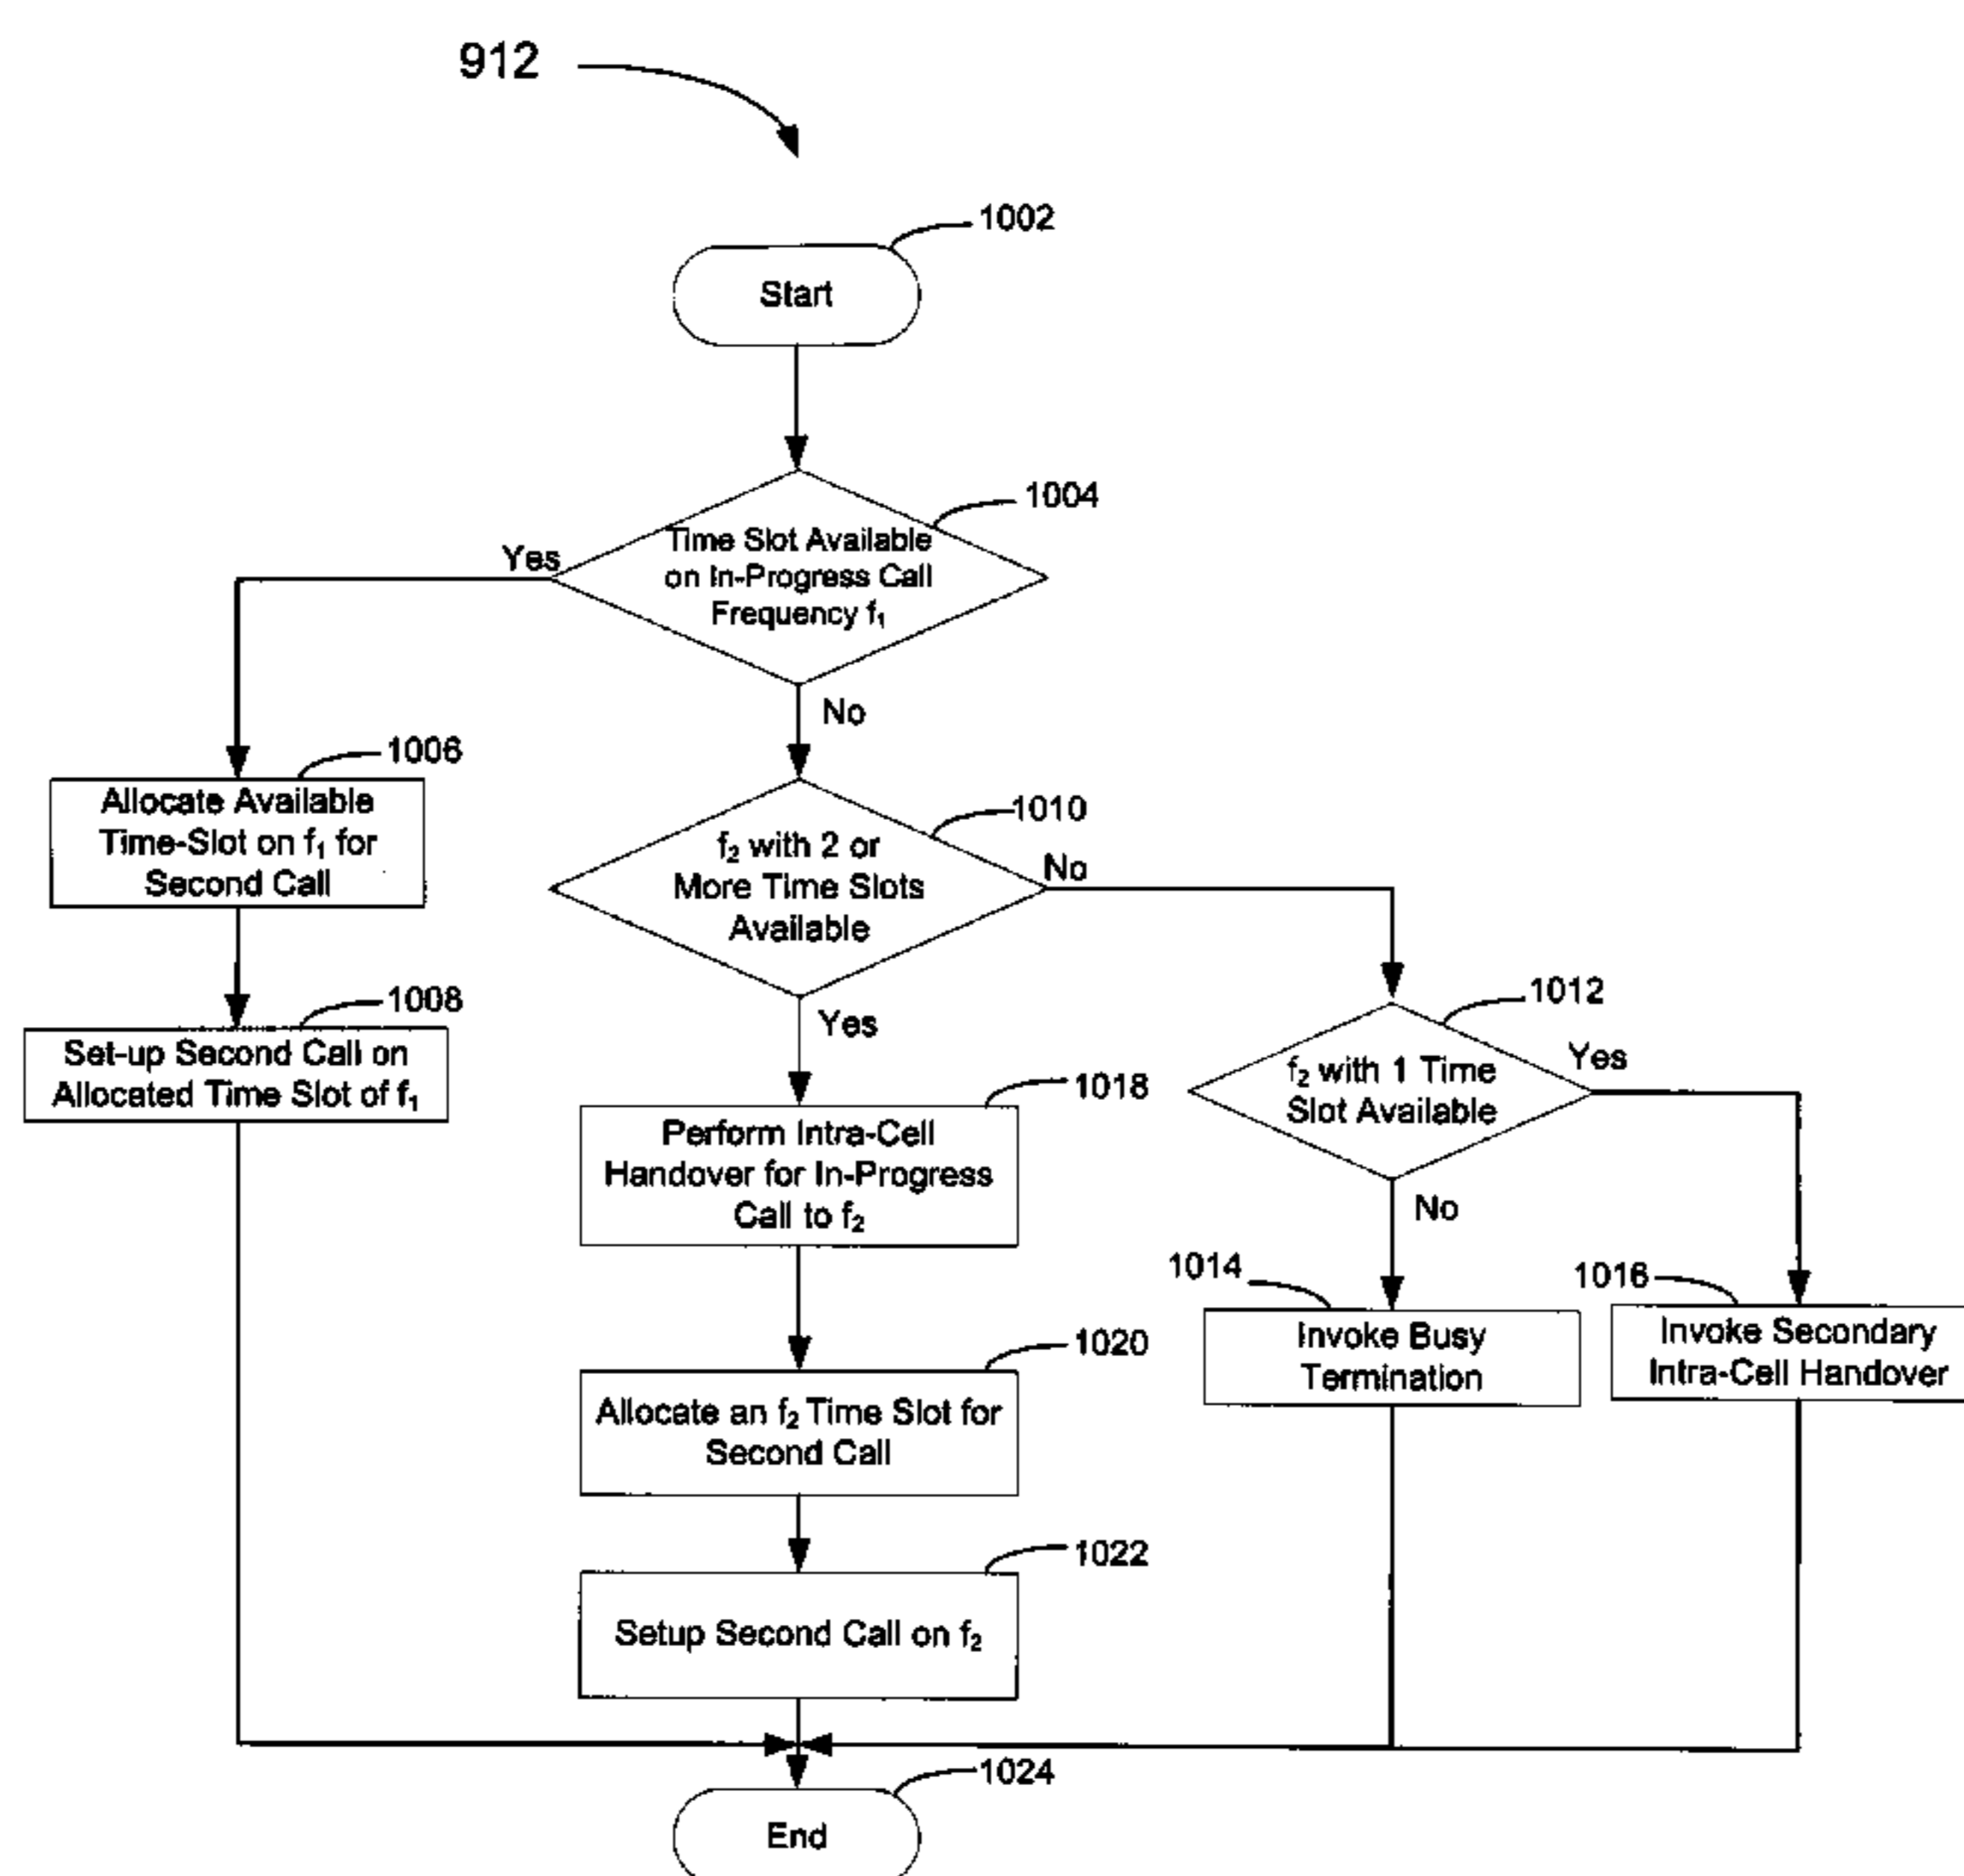 912
1002
Start
1004
Time Slot Available
on In-Progress Call
Frequency f₁
Yes
No
1006
Allocate Available
Time-Slot on f₁ for
Second Call
1008
Set-up Second Call on
Allocated Time Slot of f₁
1010
f₂ with 2 or
More Time Slots
Available
No
Yes
1012
f₂ with 1 Time
Slot Available
Yes
No
1018
Perform Intra-Cell
Handover for In-Progress
Call to f₂
1014
Invoke Busy
Termination
1016
Invoke Secondary
Intra-Cell Handover
1020
Allocate an f₂ Time Slot for
Second Call
1022
Setup Second Call on f₂
1024
End